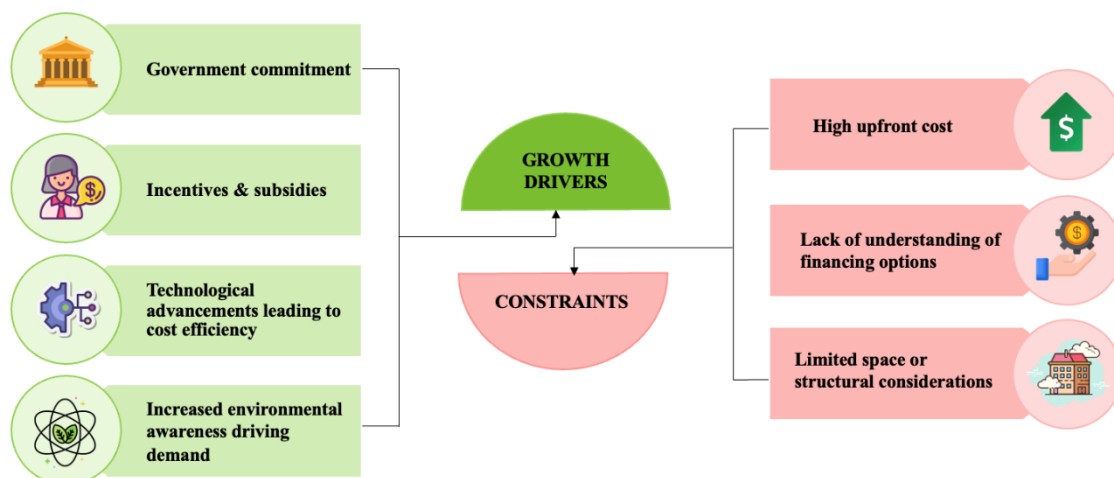 Government commitment
Incentives & subsidies
Technological
advancements leading to
cost efficiency
Increased environmental
awareness driving
demand
GROWTH
DRIVERS
CONSTRAINTS
High upfront cost
Lack of understanding of
financing options
Limited space or
structural considerations
$
$
$